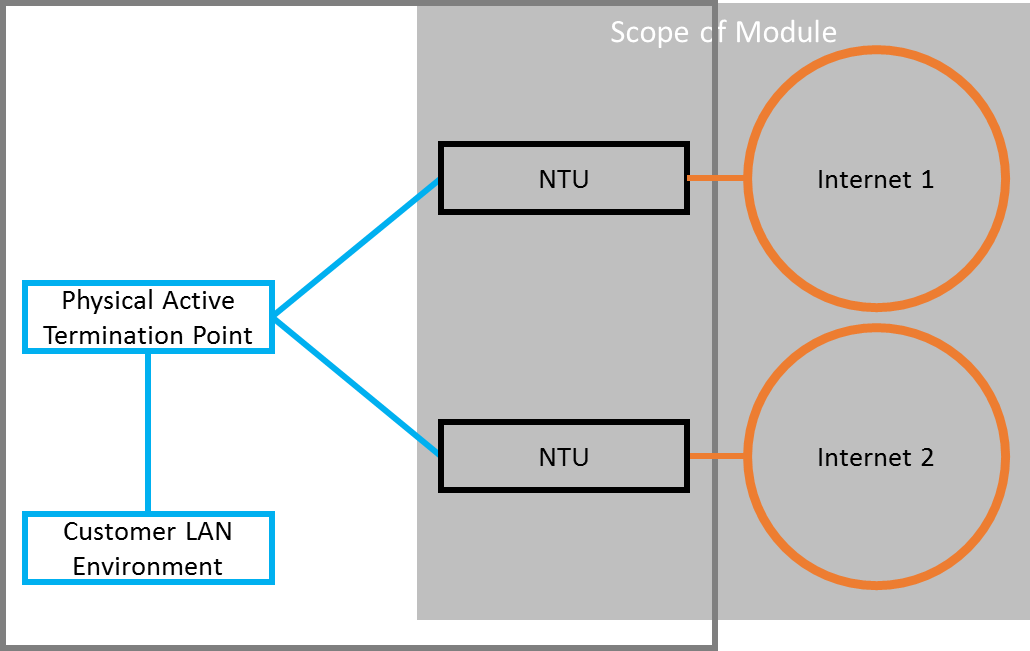 Scope of Module
NTU
Internet 1
Physical Active
Termination Point
NTU
Internet 2
Customer LAN
Environment